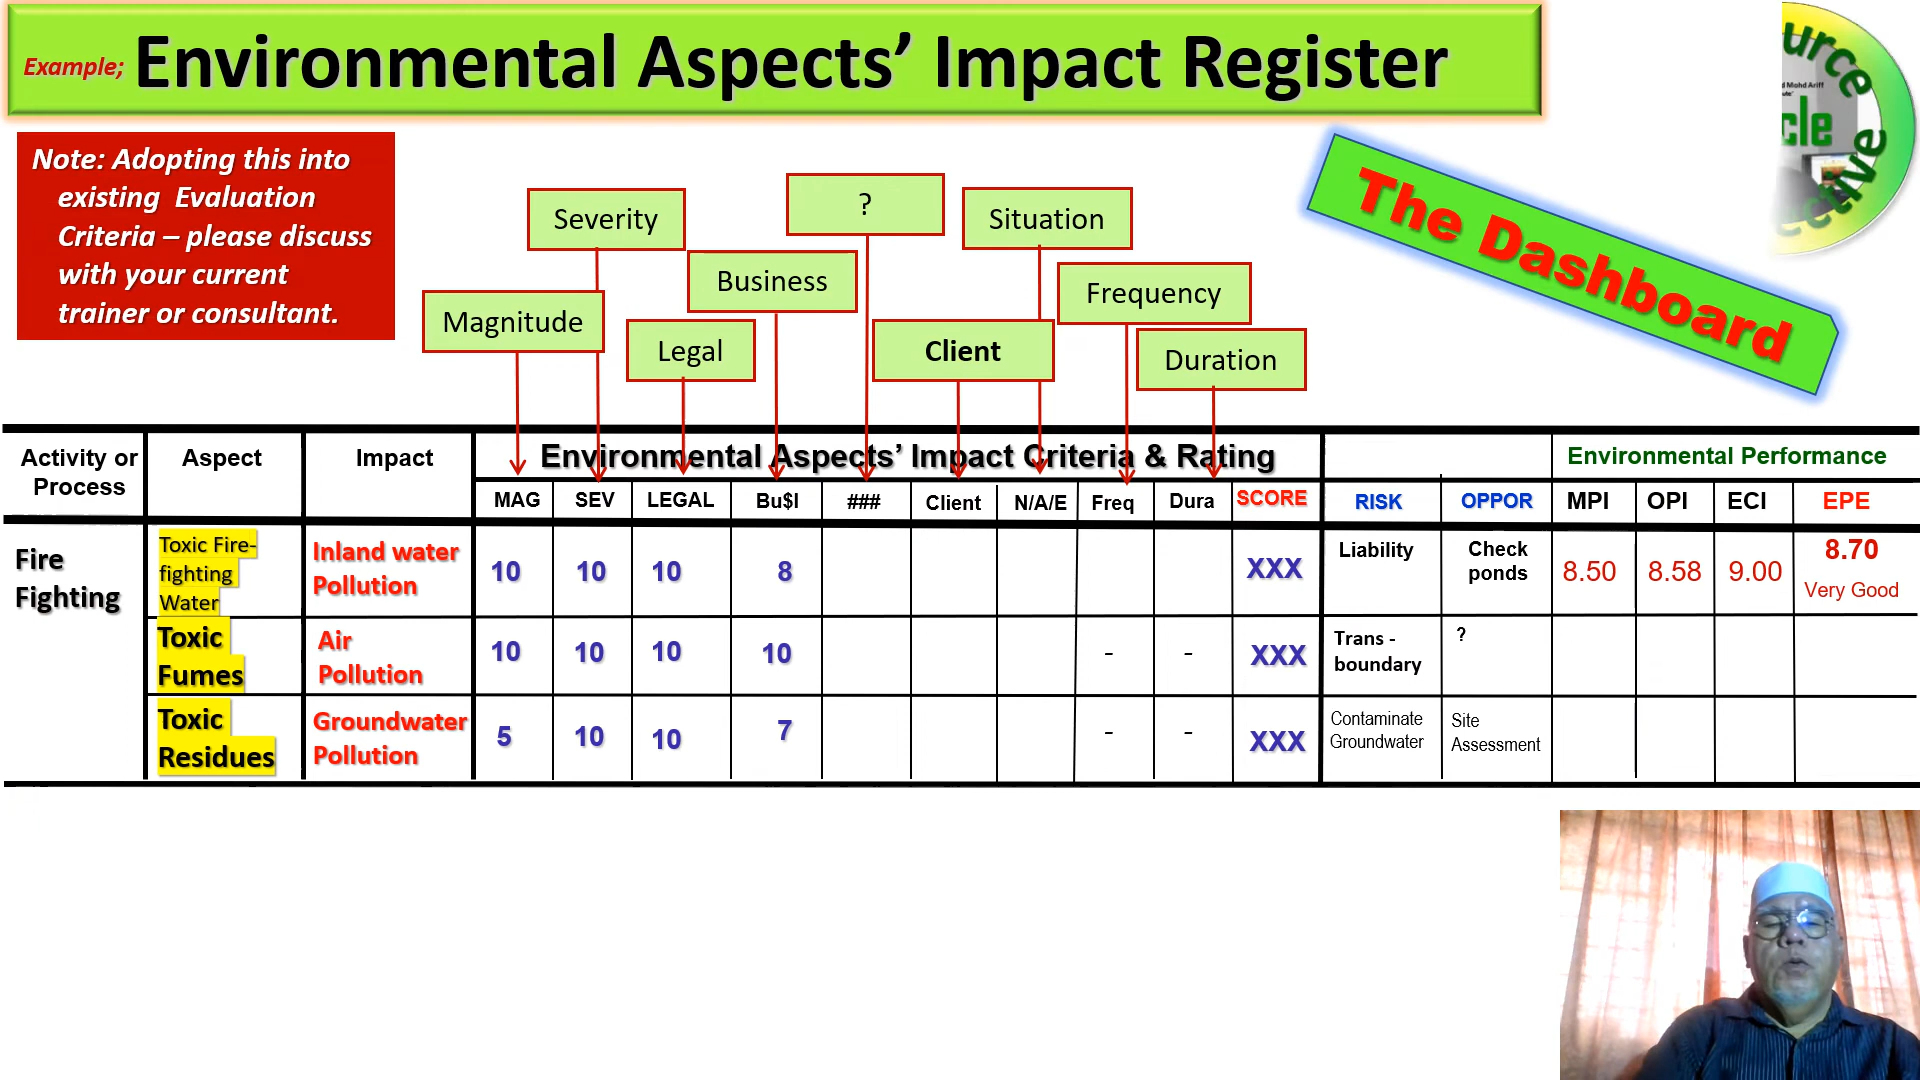 Example; Environmental Aspects’ Impact Register
Note: Adopting this into
existing Evaluation
Criteria – please discuss
with your current
trainer or consultant.
?
Severity
Situation
Business
Frequency
Magnitude
Legal
Client
Duration
The Dashboard
d Mohd Ariff
Activity or
Process
Aspect
Impact
Environmental Aspects’ Impact Criteria & Rating
Environmental Performance
MAG SEV LEGAL Bu$I ### Client N/A/E Freq Dura SCORE RISK OPPOR MPI OPI ECI EPE
Fire
Fighting
Toxic Fire-
fighting
Water
Inland water
Pollution
10 10 10 8 XXX
Liability
Check
ponds
8.50 8.58 9.00 8.70
Very Good
Toxic
Fumes
Air
Pollution
10 10 10 10 - - XXX
Trans -
boundary
?
Toxic
Residues
Groundwater
Pollution
5 10 10 7 - - XXX
Contaminate
Groundwater
Site
Assessment